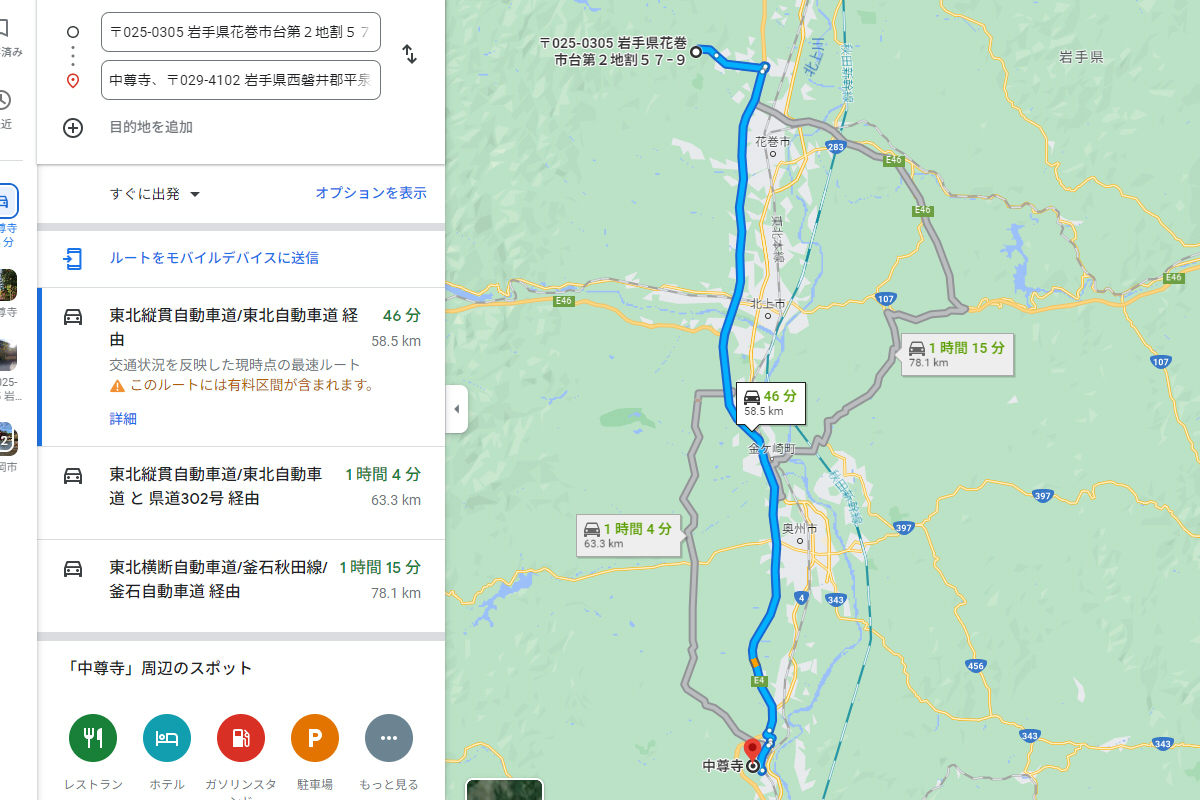 〒025-0305 岩手県花巻市台第２地割５７
中尊寺、〒029-4102 岩手県西磐井郡平泉
目的地を追加
すぐに出発
オプションを表示
ルートをモバイルデバイスに送信
東北縦貫自動車道/東北自動車道 経由
46 分
58.5 km
交通状況を反映した現時点の最速ルート
このルートには有料区間が含まれます。
詳細
東北縦貫自動車道/東北自動車道 と 県道302号 経由
1 時間 4 分
63.3 km
東北横断自動車道/釜石秋田線/釜石自動車道 経由
1 時間 15 分
78.1 km
「中尊寺」周辺のスポット
レストラン
ホテル
ガソリンスタンド
P
駐車場
もっと見る
済み
近
尊寺
分
尊寺
025-
岩...
2
岡市
〒025-0305 岩手県花巻
市台第２地割５７−９
岩手県
北上川
秋田新幹線
花巻市
283
E46
E46
E46
E46
107
北上市
1 時間 15 分
78.1 km
107
46 分
58.5 km
金ケ崎町
秋田新幹線
397
397
1 時間 4 分
63.3 km
奥州市
4
343
456
E4
343
343
中尊寺